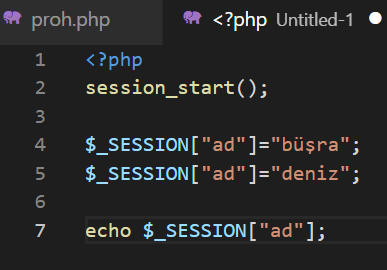 proh.php <?php Untitled-1
1 <?php
2 session_start();
3
4 $_SESSION["ad"]="büşra";
5 $_SESSION["ad"]="deniz";
6
7 echo $_SESSION["ad"];